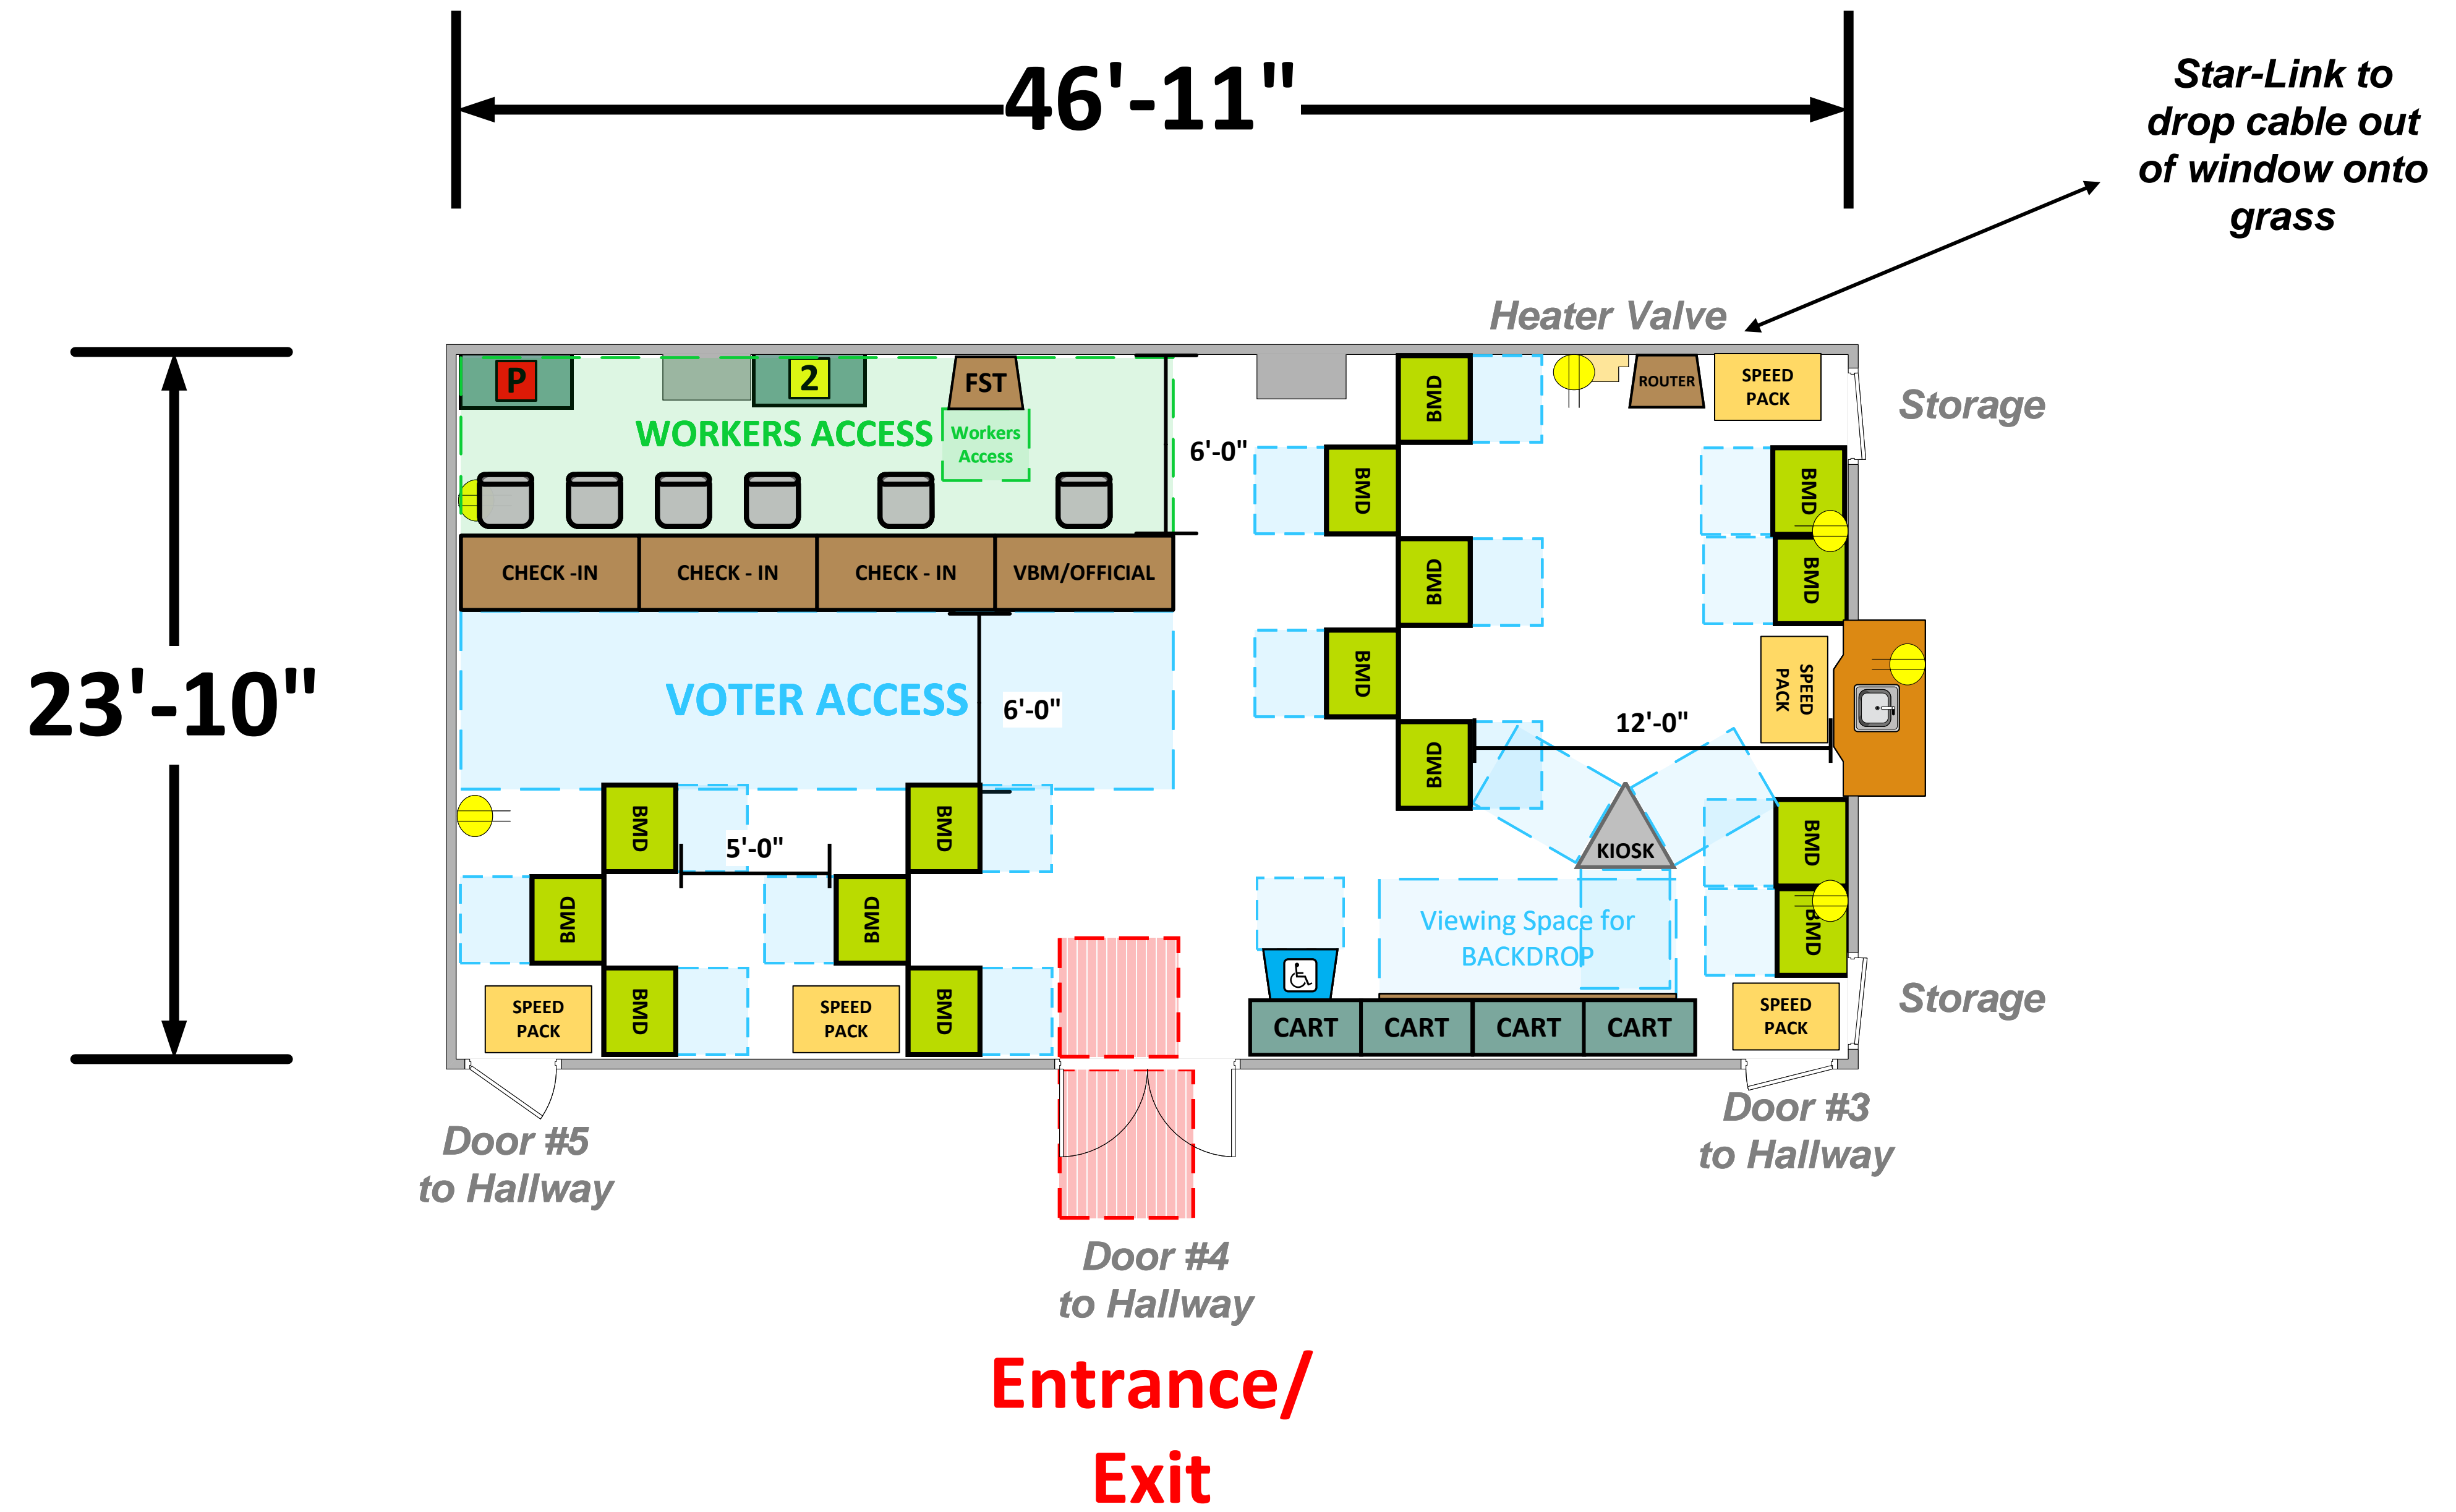 46'-11"
Star-Link to
drop cable out
of window onto
grass
Heater Valve
23'-10"
P
2
FST
WORKERS ACCESS
Workers
Access
6'-0"
BMD
ROUTER
SPEED
PACK
Storage
BMD
BMD
CHECK -IN
CHECK - IN
CHECK - IN
VBM/OFFICIAL
BMD
BMD
VOTER ACCESS
6'-0"
BMD
SPEED
PACK
12'-0"
BMD
BMD
BMD
5'-0"
KIOSK
BMD
BMD
BMD
Viewing Space for
BACKDROP
BMD
Storage
SPEED
PACK
BMD
SPEED
PACK
BMD
CART
CART
CART
CART
SPEED
PACK
Door #5
to Hallway
Door #3
to Hallway
Door #4
to Hallway
Entrance/
Exit